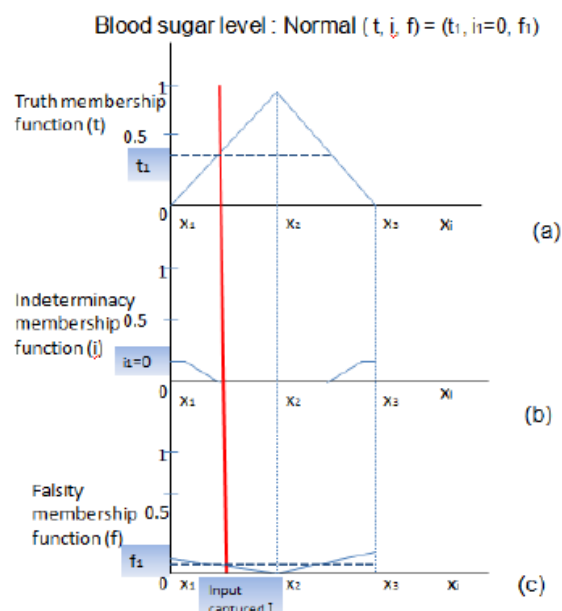 Blood sugar level : Normal ( t, i, f ) = (t₁, i₁=0, f₁)
1
Truth membership
function (t)
0.5
t₁
0
x₁ x₂ x₃ xᵢ
(a)
1
Indeterminacy
membership 0.5
function (i)
i₁=0
0
x₁ x₂ x₃ xᵢ
(b)
1
Falsity
membership 0.5
function (f)
f₁
0
x₁ x₂ x₃ xᵢ
(c)
Input
captured I